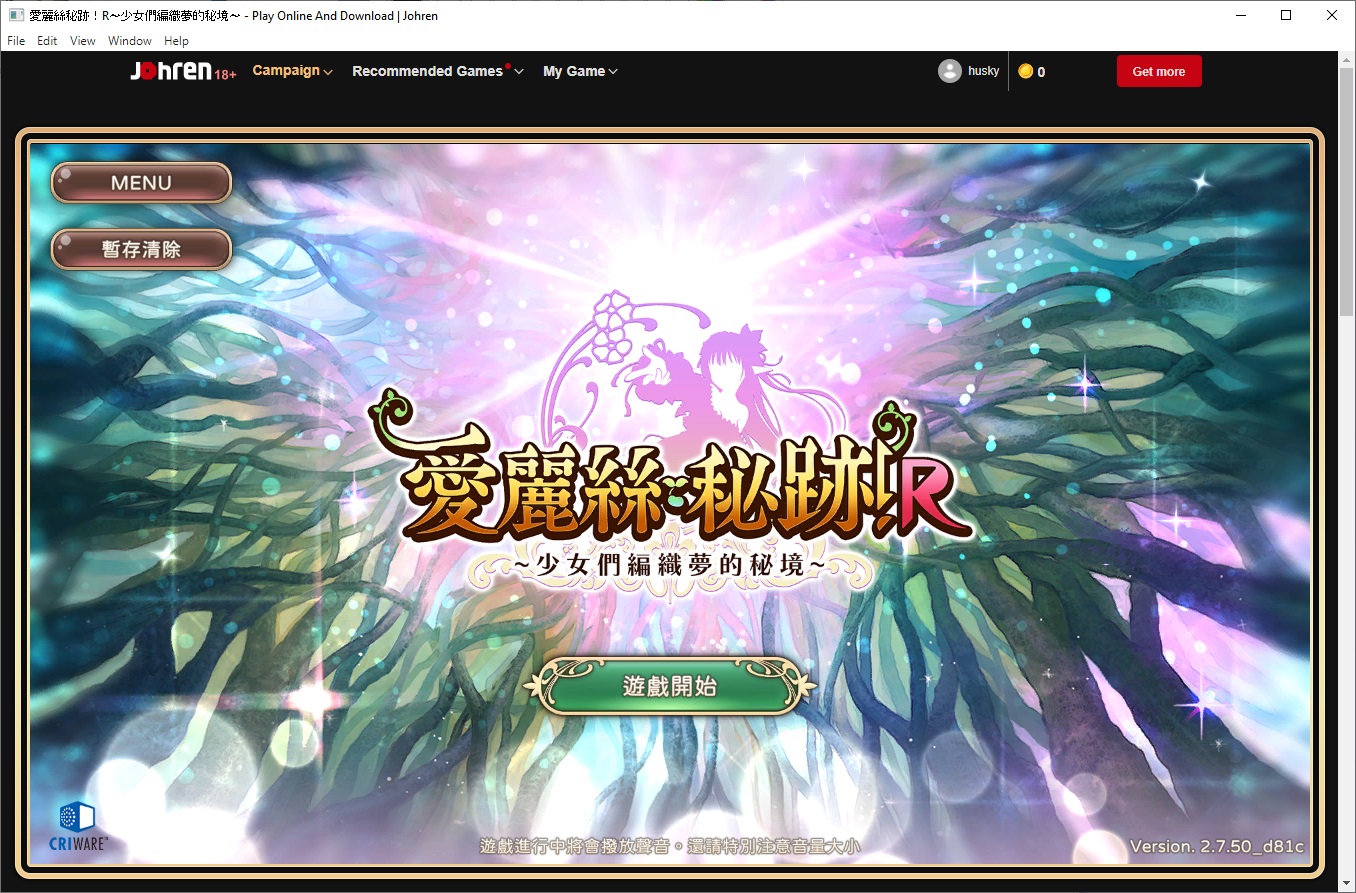 愛麗絲秘跡！R～少女們編織夢的秘境～ - Play Online And Download | Johren
File Edit View Window Help
Johren 18+ Campaign Recommended Games My Game husky 0 Get more
MENU
暫存清除
愛麗絲秘跡！R
~少女們編織夢的秘境~
遊戲開始
CRIWARE
遊戲進行中將會撥放聲音。還請特別注意音量大小
Version. 2.7.50_d81c